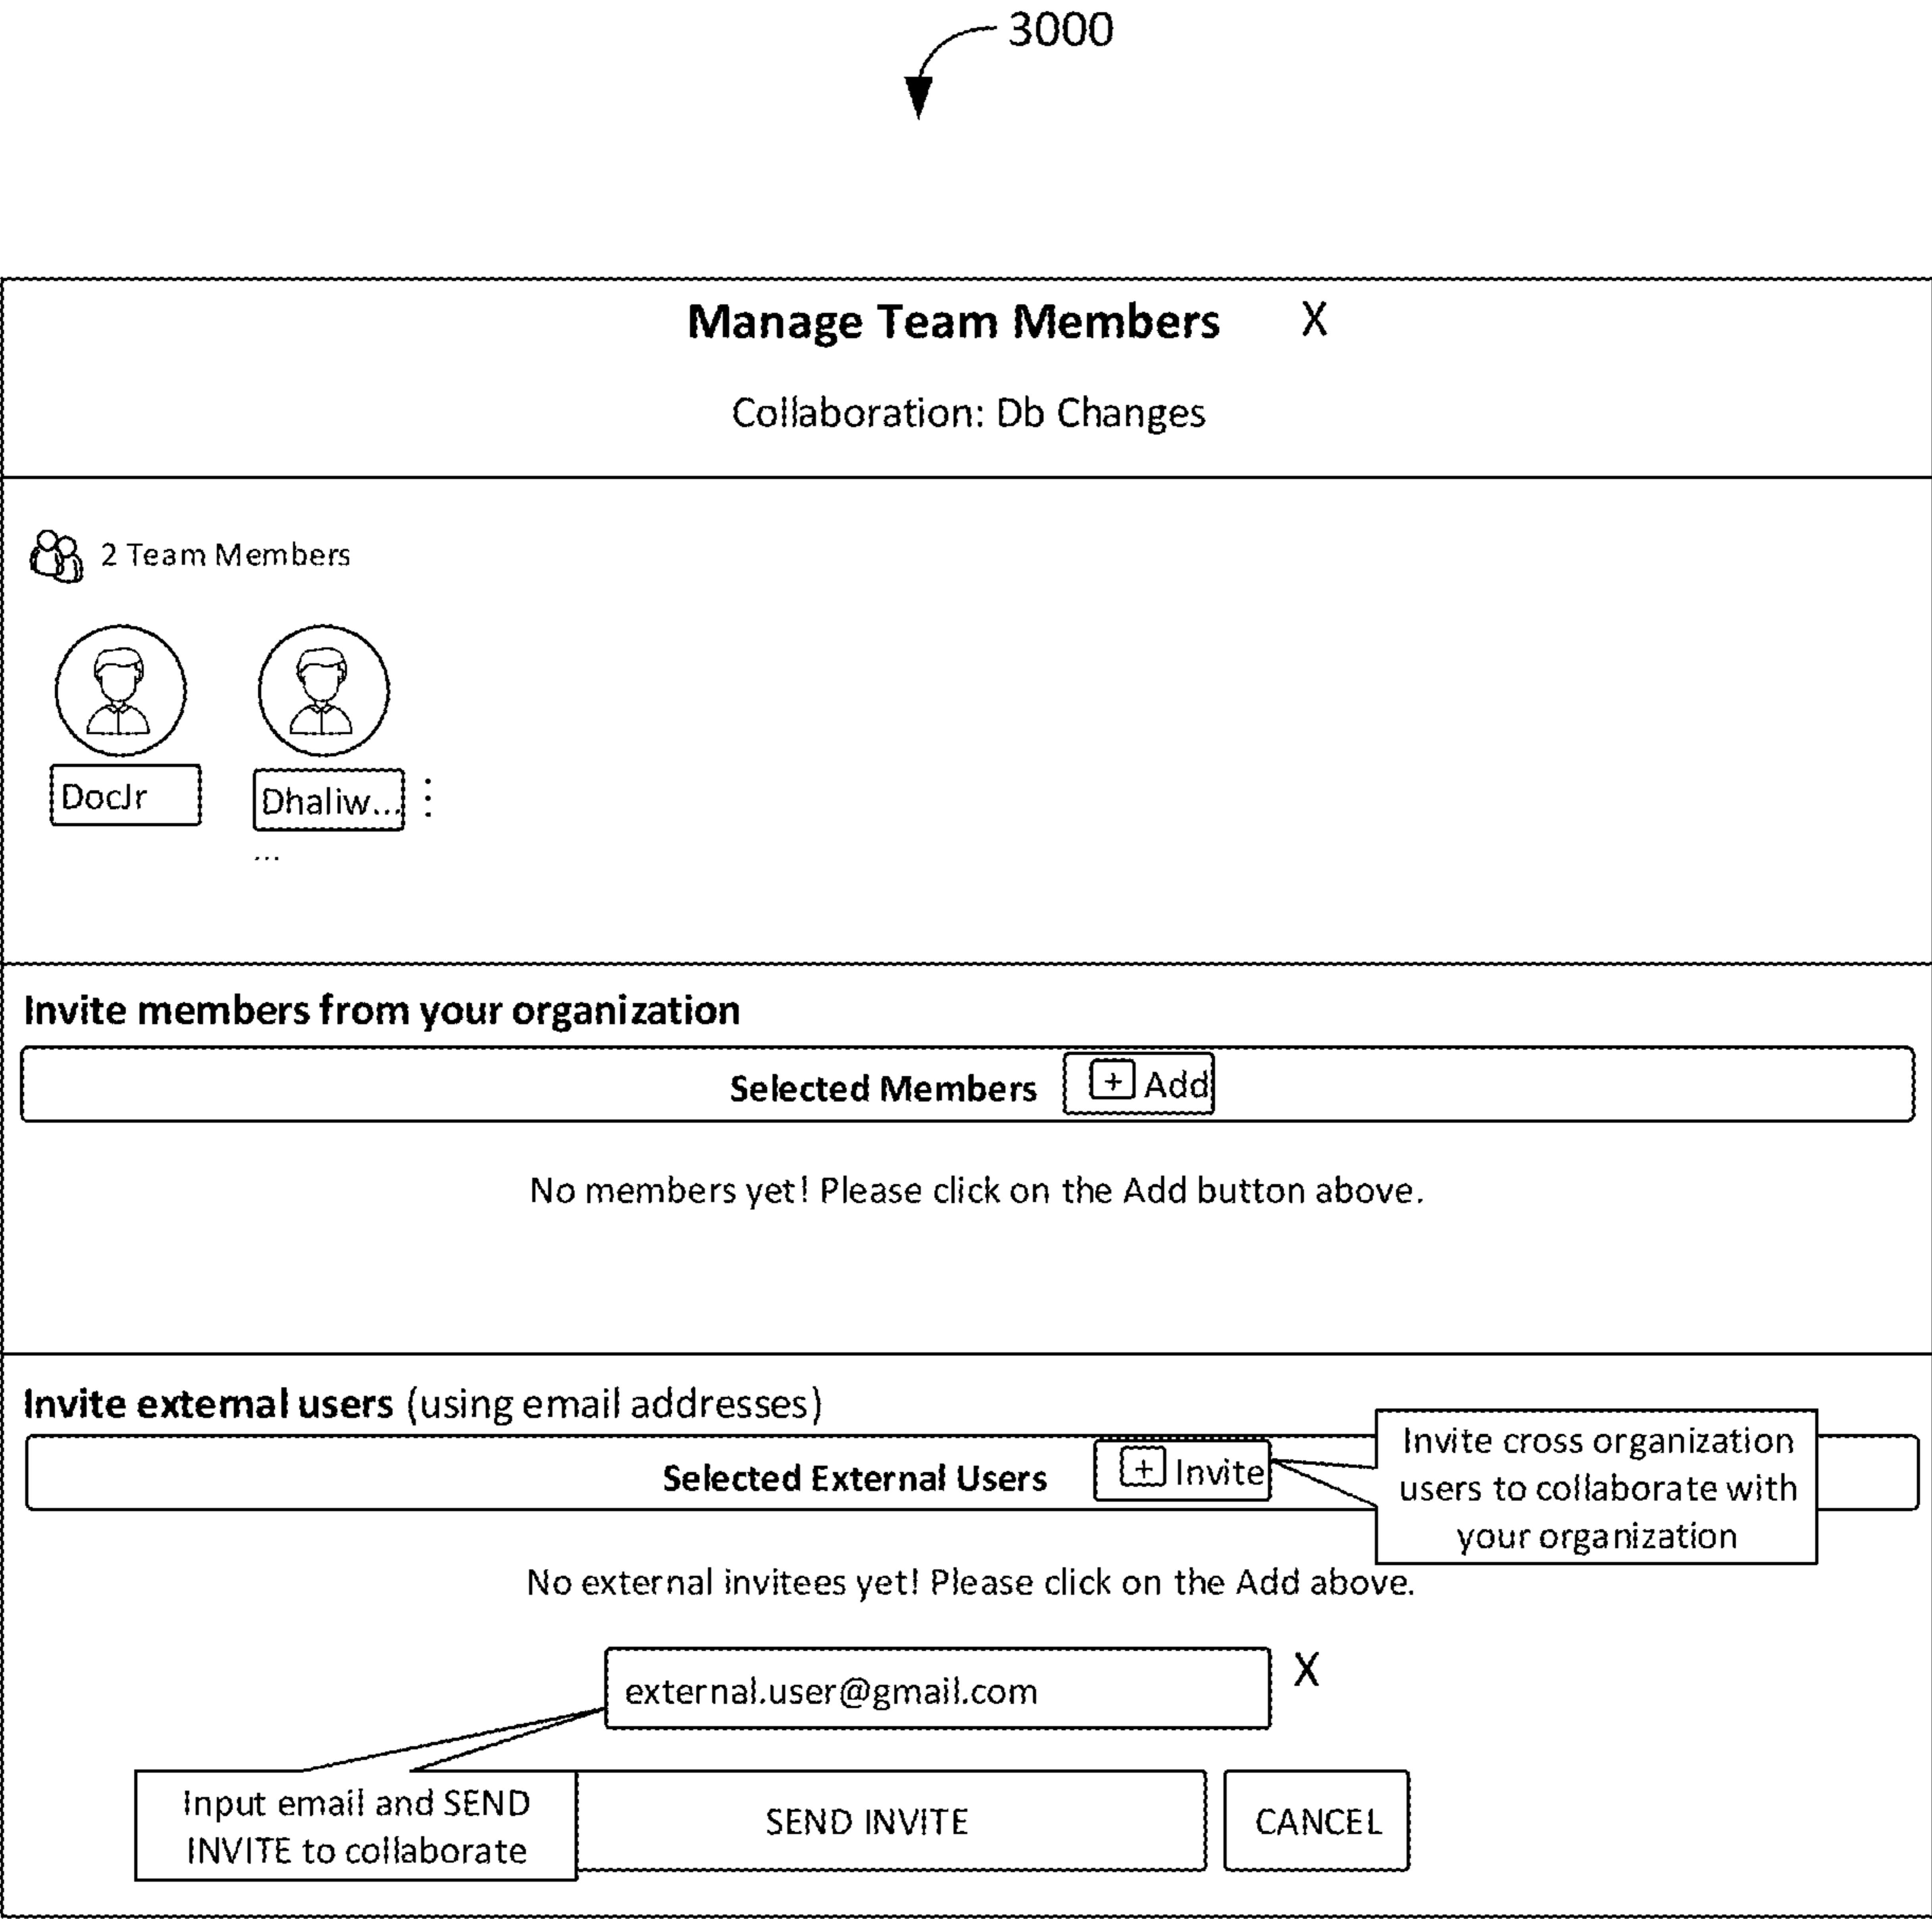 3000
Manage Team Members X
Collaboration: Db Changes
2 Team Members
DocJr Dhaliw... ⋮
...
Invite members from your organization
Selected Members + Add
No members yet! Please click on the Add button above.
Invite external users (using email addresses)
Selected External Users + Invite
Invite cross organization
users to collaborate with
your organization
No external invitees yet! Please click on the Add above.
external.user@gmail.com X
Input email and SEND
INVITE to collaborate
SEND INVITE CANCEL